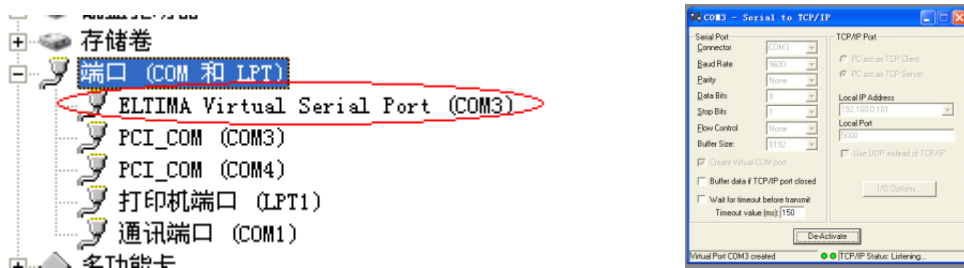 存储卷
端口 (COM 和 LPT)
ELTIMA Virtual Serial Port (COM3)
PCI_COM (COM3)
PCI_COM (COM4)
打印机端口 (LPT1)
通讯端口 (COM1)
多功能卡
COM3 - Serial to TCP/IP
Serial Port
Connector COM3
Baud Rate 9600
Parity None
Data Bits 8
Stop Bits 1
Flow Control None
Buffer Size: 8192
Create Virtual COM port
Buffer data if TCP/IP port closed
Wait for timeout before transmit
Timeout value (ms): 150
TCP/IP Port
PC act as TCP Client
PC act as TCP Server
Local IP Address
192.168.0.101
Local Port
5000
Use UDP instead of TCP/IP
I/O Options...
De-Activate
Virtual Port COM3 created
TCP/IP Status: Listening...